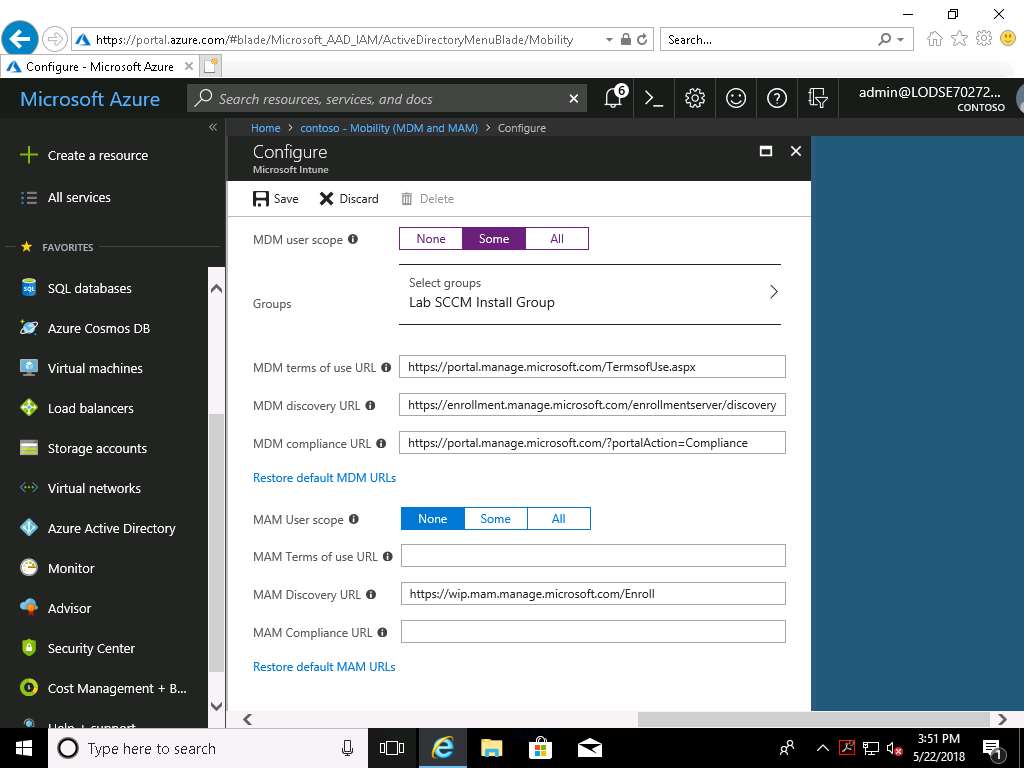 https://portal.azure.com/#blade/Microsoft_AAD_IAM/ActiveDirectoryMenuBlade/Mobility
Search...
Configure - Microsoft Azure
Microsoft Azure
Search resources, services, and docs
6
admin@LODSE70272...
CONTOSO
Home > contoso - Mobility (MDM and MAM) > Configure
Configure
Microsoft Intune
Create a resource
All services
FAVORITES
SQL databases
Azure Cosmos DB
Virtual machines
Load balancers
Storage accounts
Virtual networks
Azure Active Directory
Monitor
Advisor
Security Center
Cost Management + B...
Help + support
Save
Discard
Delete
MDM user scope
None
Some
All
Groups
Select groups
Lab SCCM Install Group
MDM terms of use URL
https://portal.manage.microsoft.com/TermsofUse.aspx
MDM discovery URL
https://enrollment.manage.microsoft.com/enrollmentserver/discovery
MDM compliance URL
https://portal.manage.microsoft.com/?portalAction=Compliance
Restore default MDM URLs
MAM User scope
None
Some
All
MAM Terms of use URL
MAM Discovery URL
https://wip.mam.manage.microsoft.com/Enroll
MAM Compliance URL
Restore default MAM URLs
Type here to search
3:51 PM
5/22/2018
1